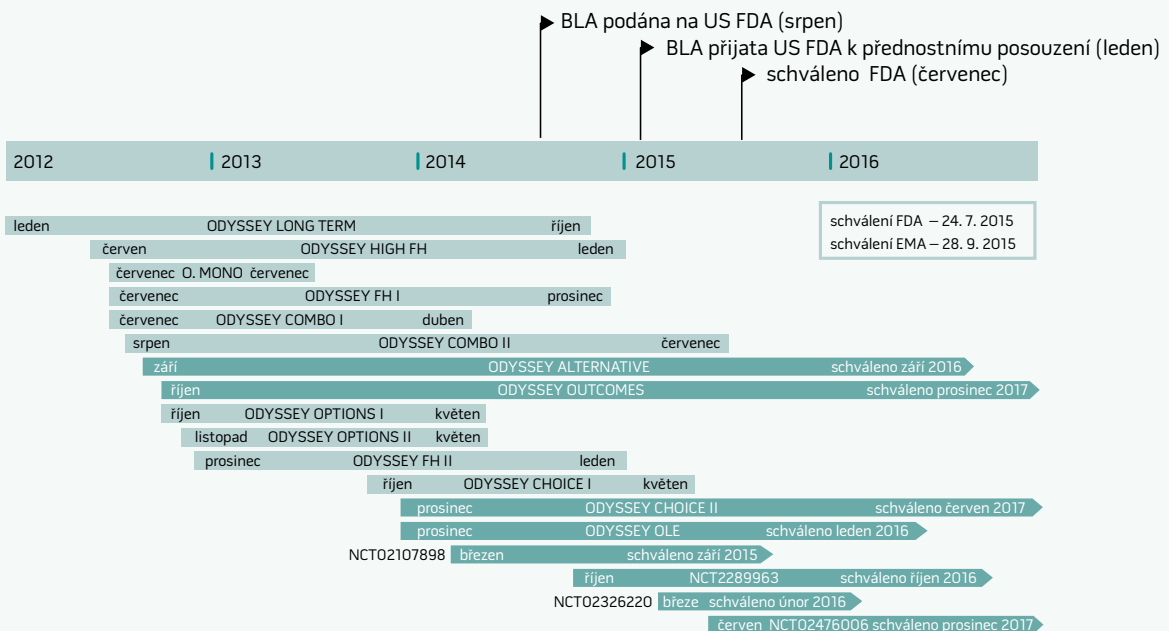 BLA podána na US FDA (srpen)
BLA přijata US FDA k přednostnímu posouzení (leden)
schváleno FDA (červenec)
2012 2013 2014 2015 2016
schválení FDA – 24. 7. 2015
schválení EMA – 28. 9. 2015
leden ODYSSEY LONG TERM říjen
červen ODYSSEY HIGH FH leden
červenec O. MONO červenec
červenec ODYSSEY FH I prosinec
červenec ODYSSEY COMBO I duben
srpen ODYSSEY COMBO II červenec
září ODYSSEY ALTERNATIVE schváleno září 2016
říjen ODYSSEY OUTCOMES schváleno prosinec 2017
říjen ODYSSEY OPTIONS I květen
listopad ODYSSEY OPTIONS II květen
prosinec ODYSSEY FH II leden
říjen ODYSSEY CHOICE I květen
prosinec ODYSSEY CHOICE II schváleno červen 2017
prosinec ODYSSEY OLE schváleno leden 2016
NCT02107898 březen schváleno září 2015
říjen NCT2289963 schváleno říjen 2016
NCT02326220 březe schváleno únor 2016
červen NCT02476006 schváleno prosinec 2017